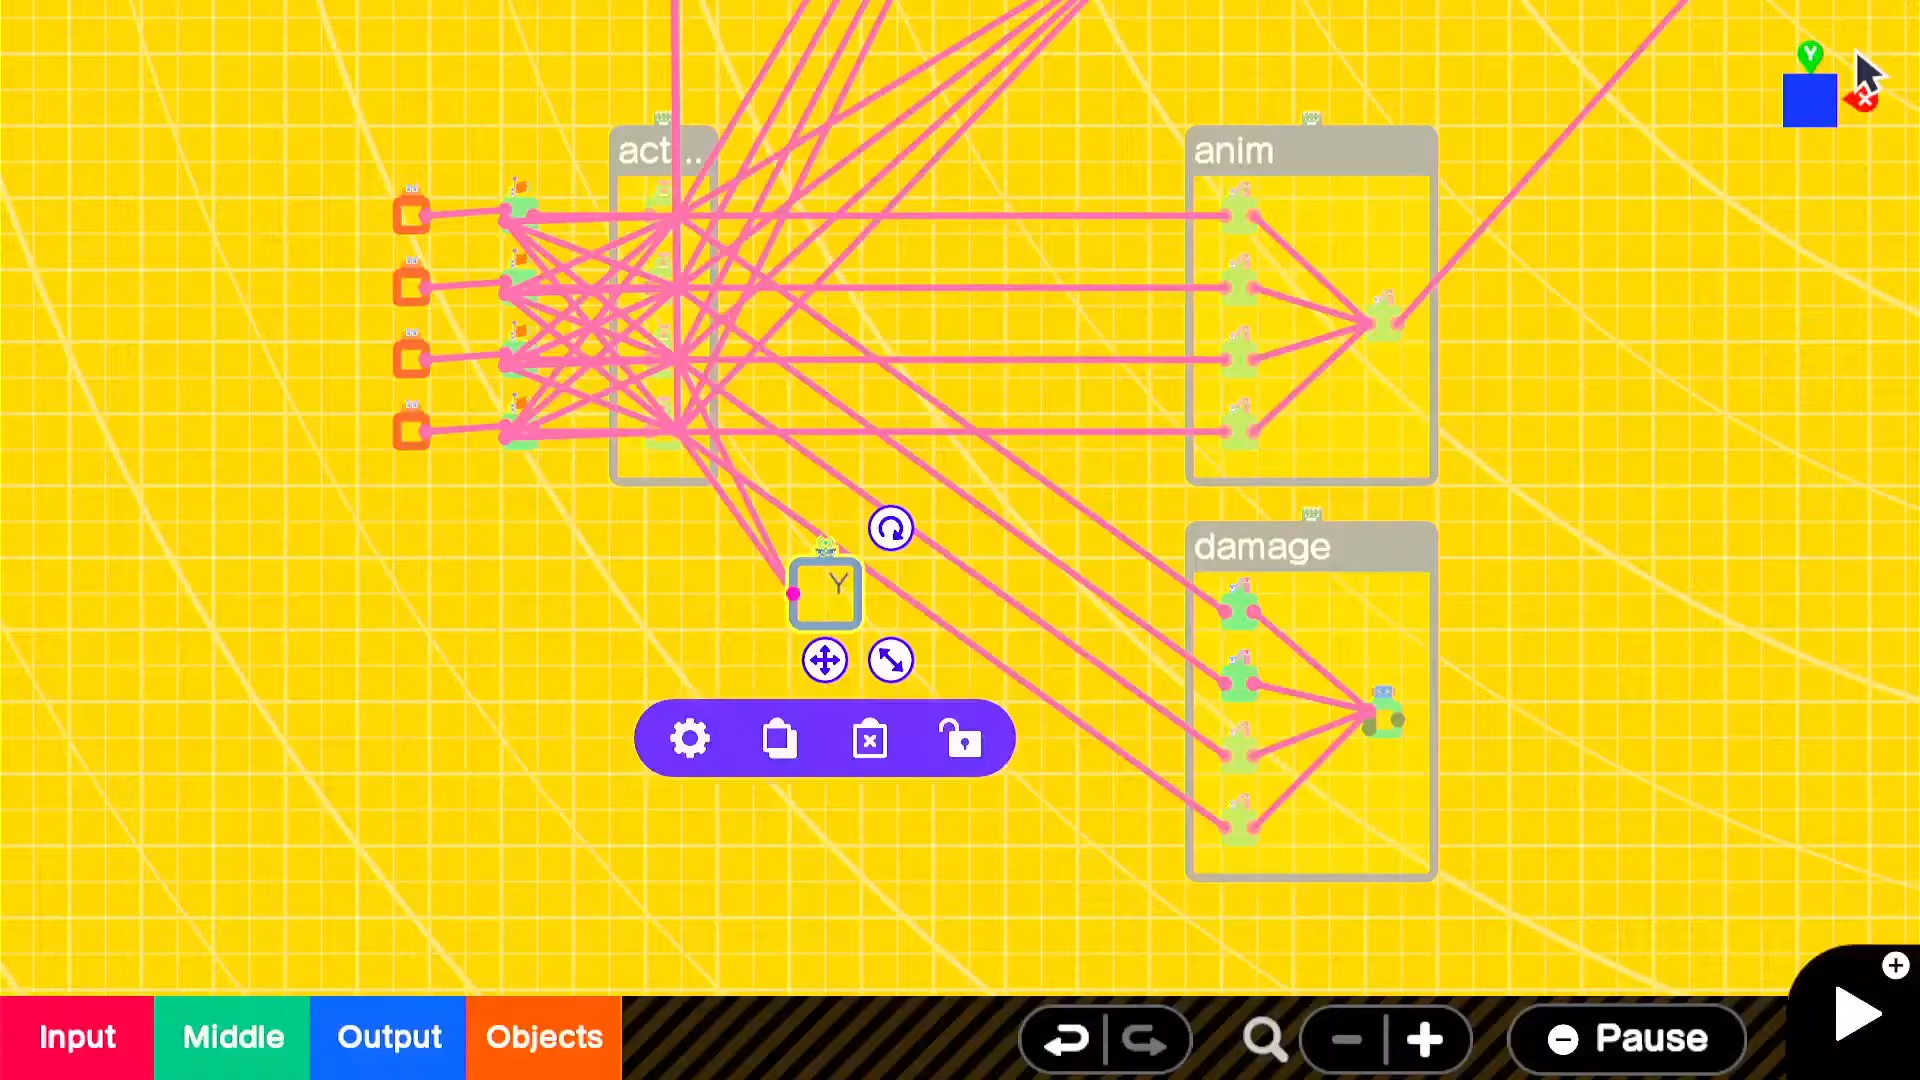 Y
X
act...
anim
Y
damage
Input
Middle
Output
Objects
Pause